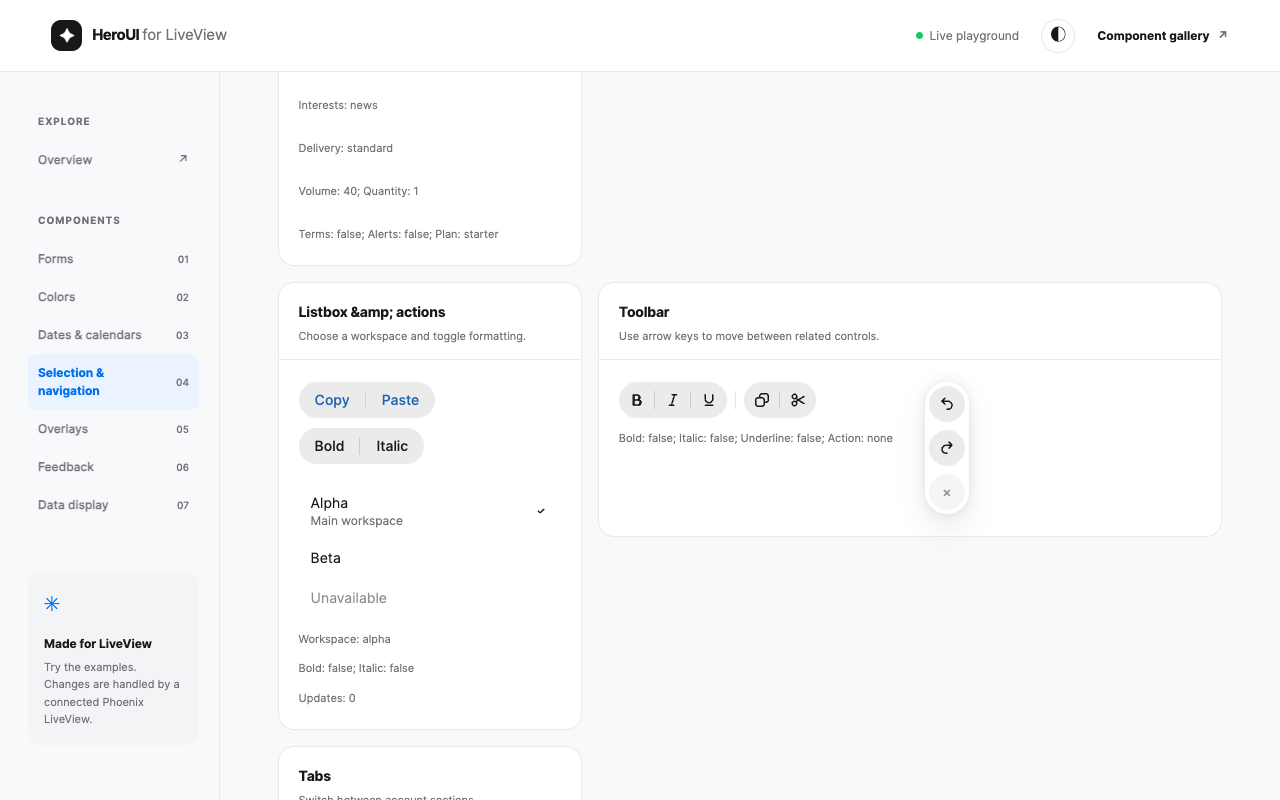 HeroUI for LiveView
Live playground
Component gallery ↗
EXPLORE
Overview ↗
COMPONENTS
Forms 01
Colors 02
Dates & calendars 03
Selection &
navigation 04
Overlays 05
Feedback 06
Data display 07
Made for LiveView
Try the examples.
Changes are handled by a
connected Phoenix
LiveView.
Interests: news
Delivery: standard
Volume: 40; Quantity: 1
Terms: false; Alerts: false; Plan: starter
Listbox &amp; actions
Choose a workspace and toggle formatting.
Copy Paste
Bold Italic
Alpha
Main workspace
Beta
Unavailable
Workspace: alpha
Bold: false; Italic: false
Updates: 0
Toolbar
Use arrow keys to move between related controls.
B I U
Bold: false; Italic: false; Underline: false; Action: none
Tabs
Switch between account sections.